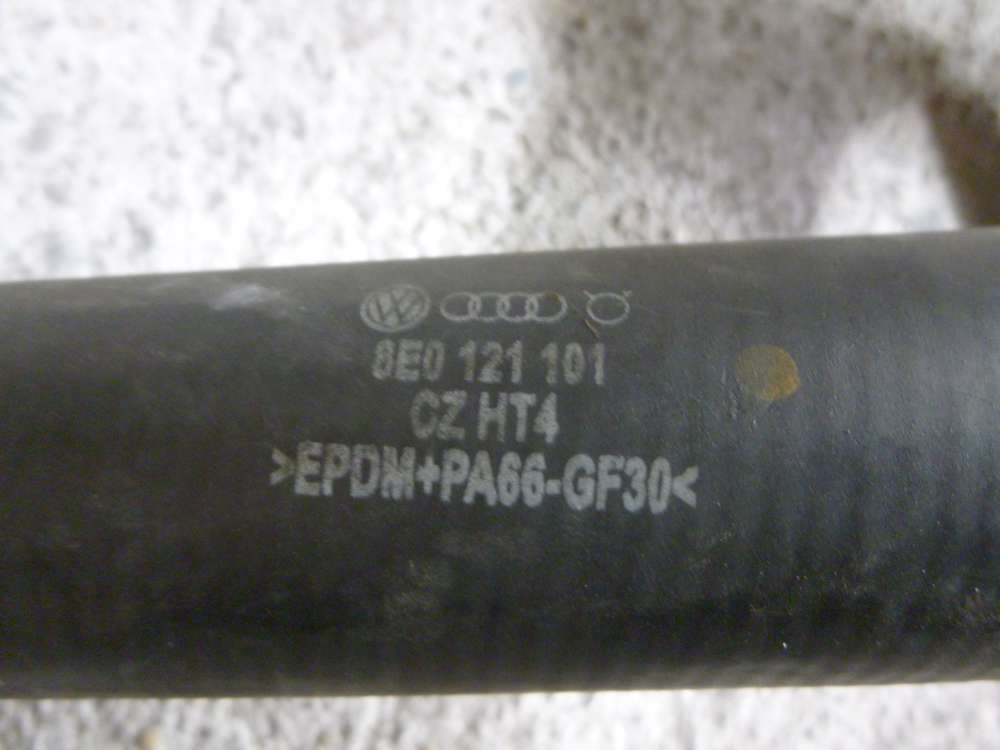 8E0 121 101
CZ HT4
>EPDM+PA66-GF30<